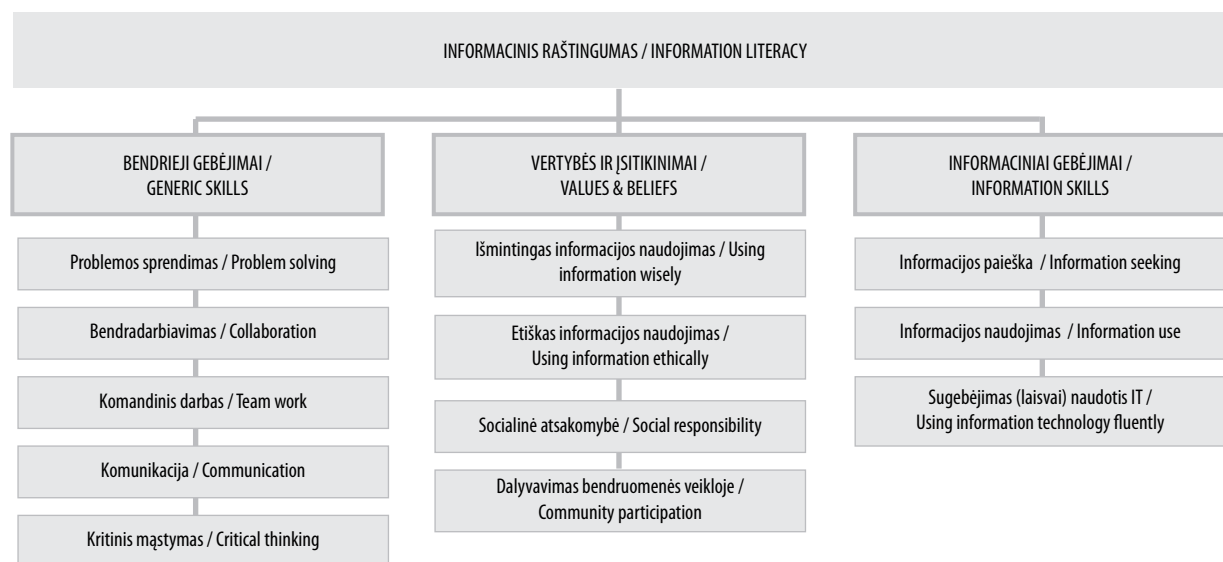 INFORMACINIS RAŠTINGUMAS / INFORMATION LITERACY
BENDRIEJI GEBĖJIMAI /
GENERIC SKILLS
Problemos sprendimas / Problem solving
Bendradarbiavimas / Collaboration
Komandinis darbas / Team work
Komunikacija / Communication
Kritinis mąstymas / Critical thinking
VERTYBĖS IR ĮSITIKINIMAI /
VALUES & BELIEFS
Išmintingas informacijos naudojimas / Using
information wisely
Etiškas informacijos naudojimas /
Using information ethically
Socialinė atsakomybė / Social responsibility
Dalyvavimas bendruomenės veikloje /
Community participation
INFORMACINIAI GEBĖJIMAI /
INFORMATION SKILLS
Informacijos paieška / Information seeking
Informacijos naudojimas / Information use
Sugebėjimas (laisvai) naudotis IT /
Using information technology fluently